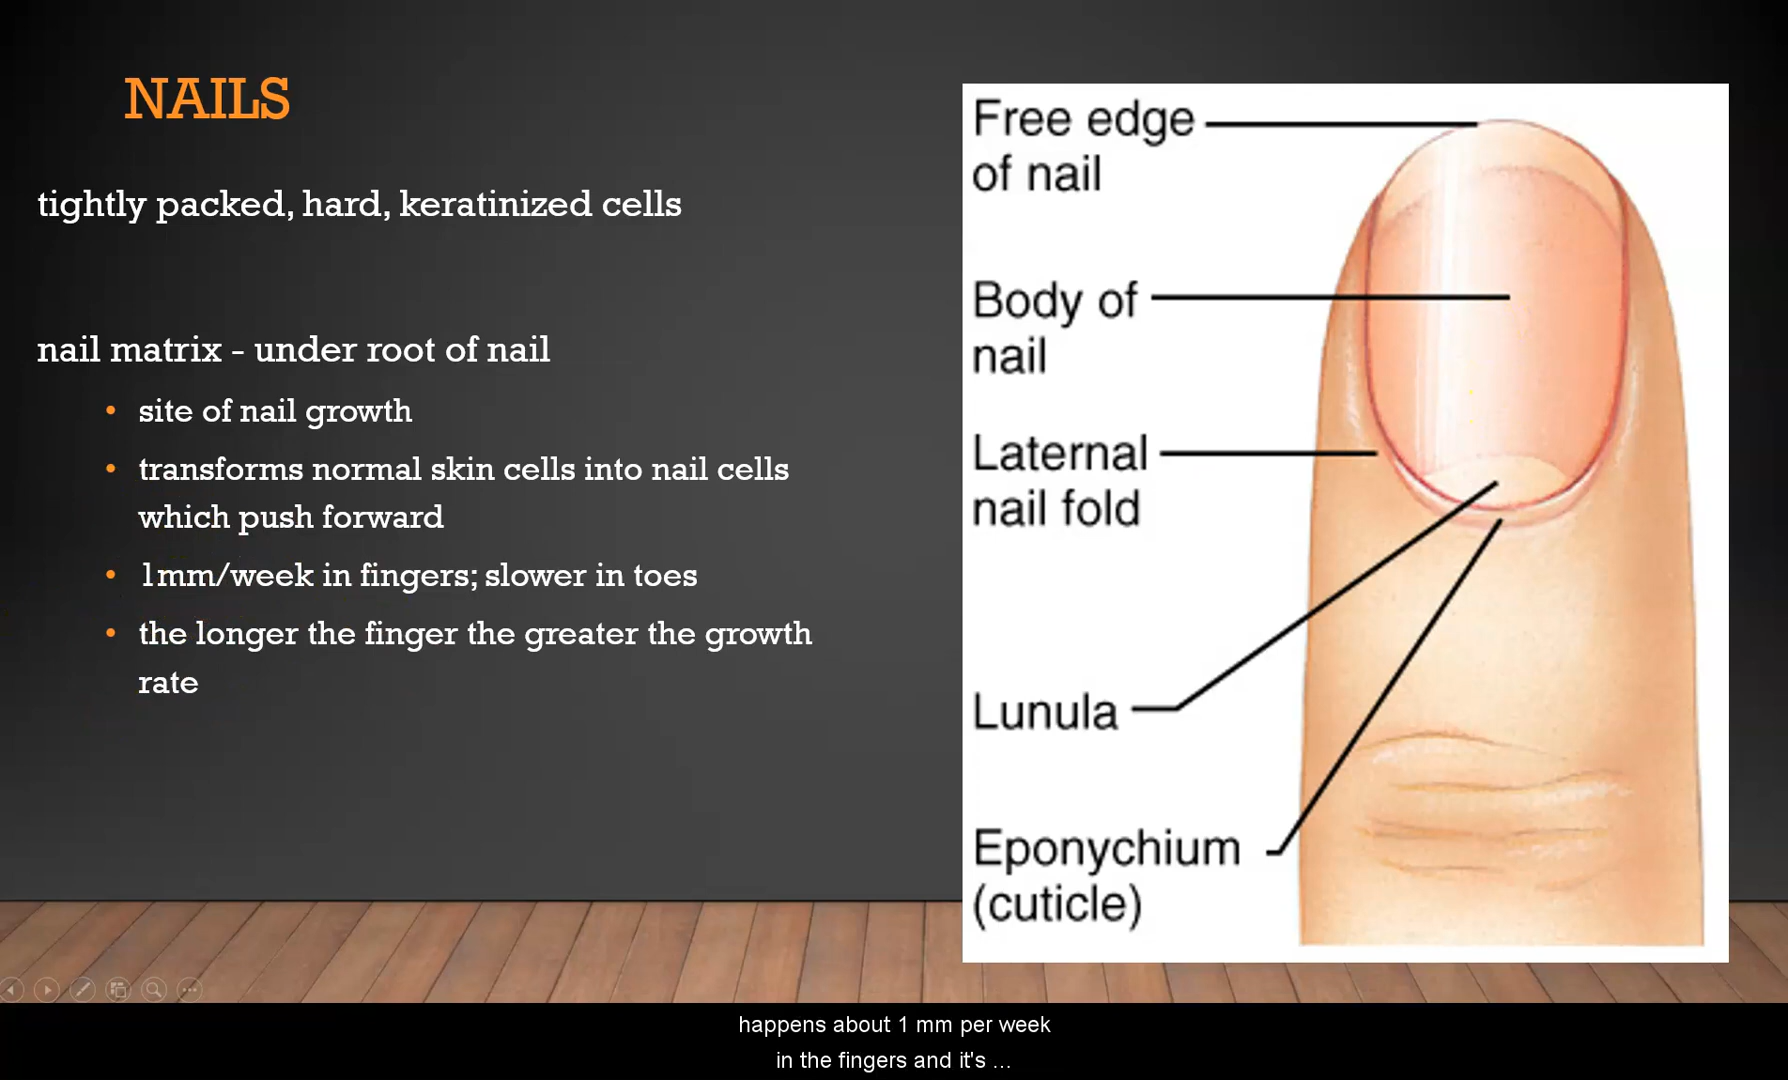 NAILS
tightly packed, hard, keratinized cells
nail matrix - under root of nail
• site of nail growth
• transforms normal skin cells into nail cells
which push forward
• 1mm/week in fingers; slower in toes
• the longer the finger the greater the growth
rate
Free edge
of nail
Body of
nail
Laternal
nail fold
Lunula
Eponychium
(cuticle)
happens about 1 mm per week
in the fingers and it's ...